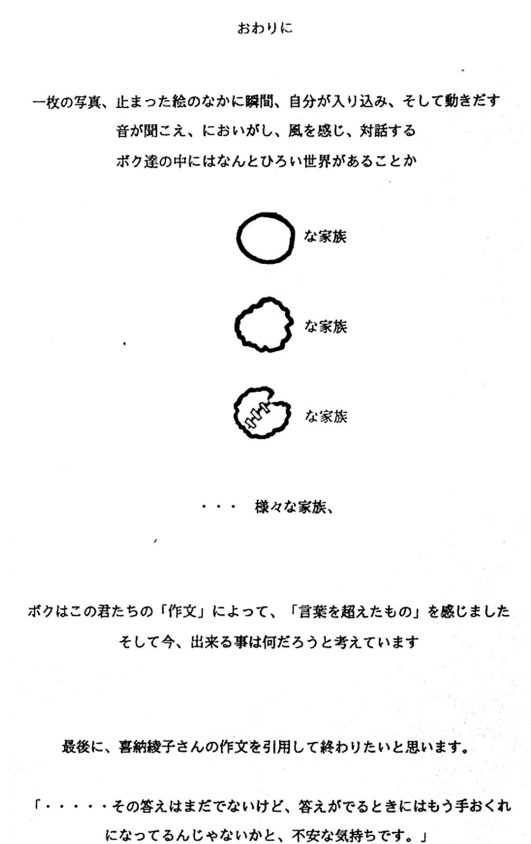 おわりに
一枚の写真、止まった絵のなかに瞬間、自分が入り込み、そして動きだす
音が聞こえ、においがし、風を感じ、対話する
ボク達の中にはなんとひろい世界があることか
な家族
な家族
な家族
・・・　様々な家族、
ボクはこの君たちの「作文」によって、「言葉を超えたもの」を感じました
そして今、出来る事は何だろうと考えています
最後に、喜納綾子さんの作文を引用して終わりたいと思います。
「・・・・・その答えはまだでないけど、答えがでるときにはもう手おくれ
になってるんじゃないかと、不安な気持ちです。」